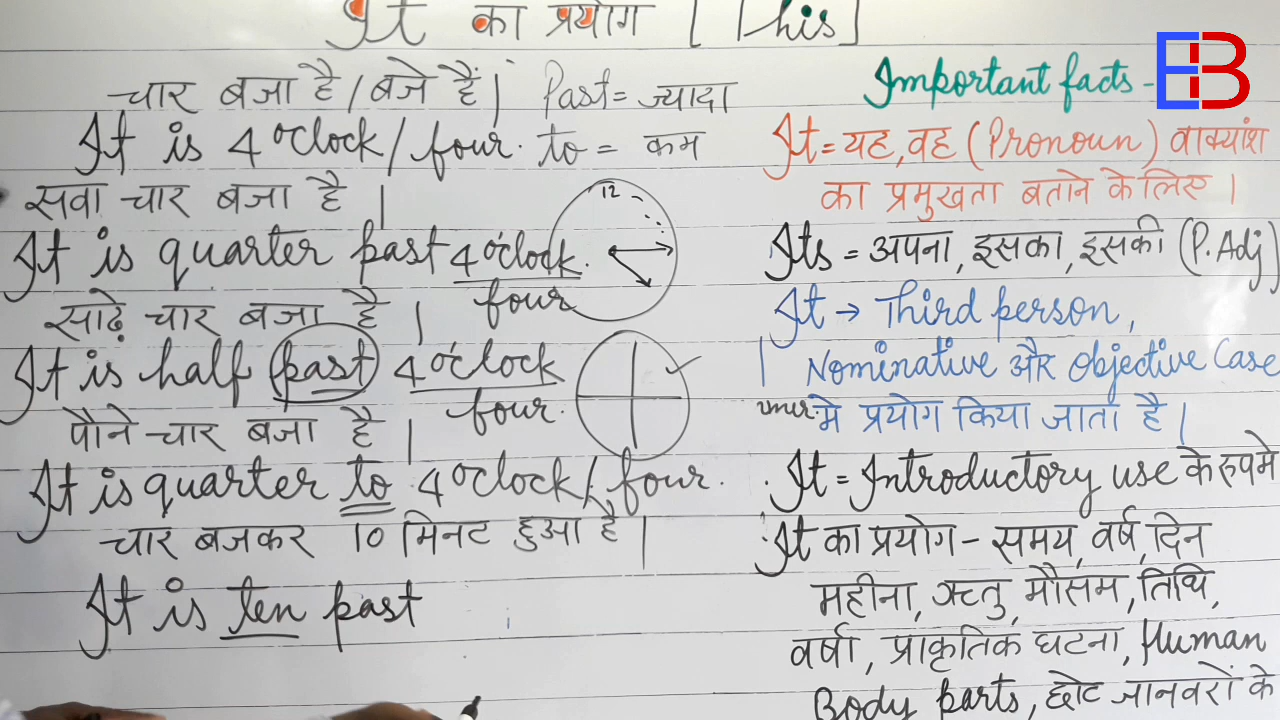 It का प्रयोग [This]
चार बजा है/बजे हैं| Past = ज्यादा
It is 4 o'clock/four. to = कम
सवा चार बजा है |
It is quarter past 4 o'clock.
four
12
साढ़े चार बजा है |
It is half past 4 o'clock
four.
पौने चार बजा है |
It is quarter to 4 o'clock/four.
चार बजकर 10 मिनट हुआ है |
It is ten past
EB
Important facts -
It = यह, वह (Pronoun) वाक्यांश
का प्रमुखता बताने के लिए |
Its = अपना, इसका, इसकी (P. Adj)
It → Third person,
Nominative और Objective Case
मे प्रयोग किया जाता है |
It = Introductory use के रुप मे
It का प्रयोग - समय, वर्ष, दिन
महीना, ऋतु, मौसम, तिथि,
वर्षा, प्राकृतिक घटना, Human
Body parts, छोटे जानवरों के